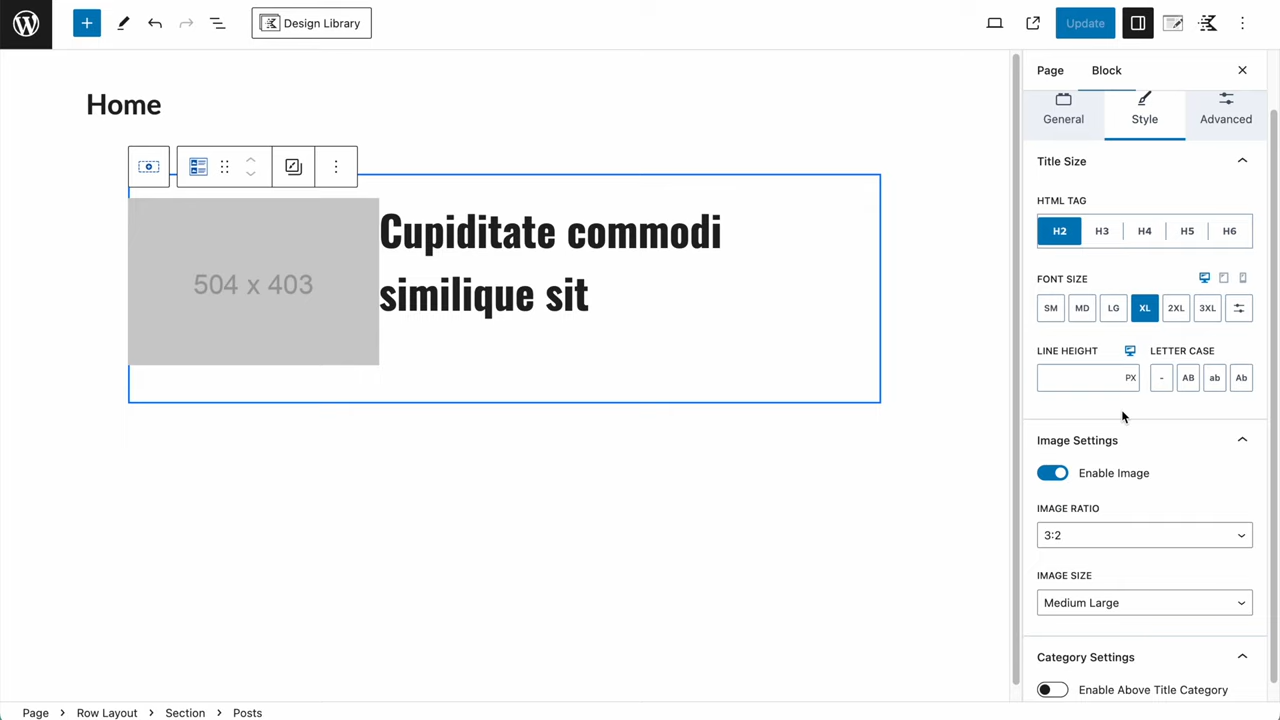 Design Library
Update
Page Block
General Style Advanced
Home
Title Size
HTML TAG
H2 H3 H4 H5 H6
FONT SIZE
SM MD LG XL 2XL 3XL
LINE HEIGHT LETTER CASE
PX - AB ab Ab
Cupiditate commodi
similique sit
504 x 403
Image Settings
Enable Image
IMAGE RATIO
3:2
IMAGE SIZE
Medium Large
Category Settings
Enable Above Title Category
Page Row Layout Section Posts